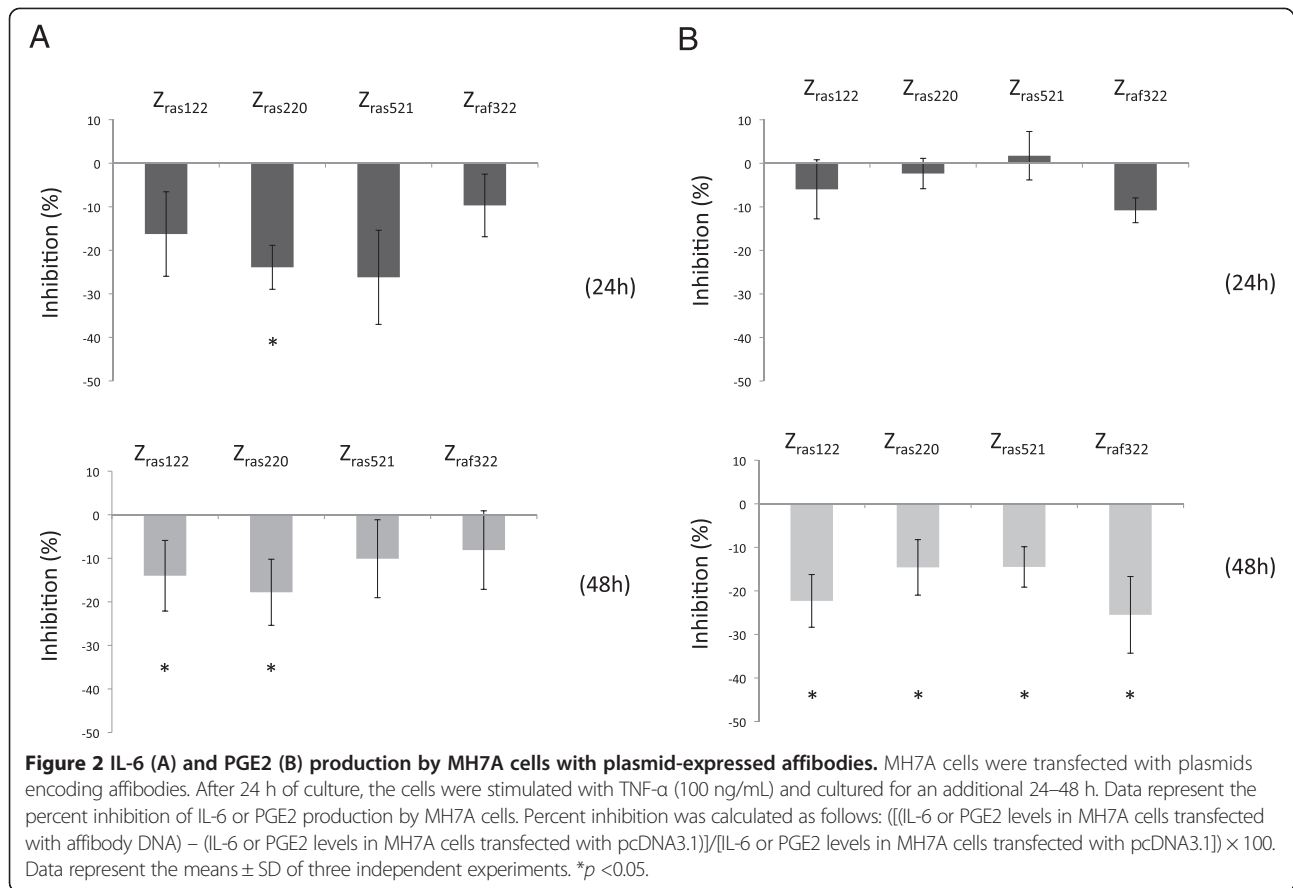 A
B
Zras122 Zras220 Zras521 Zraf322
10
0
-10
-20
-30
-40
-50
Inhibition (%)
(24h)
Zras122 Zras220 Zras521 Zraf322
10
0
-10
-20
-30
-40
-50
Inhibition (%)
(24h)
*
Zras122 Zras220 Zras521 Zraf322
10
0
-10
-20
-30
-40
-50
Inhibition (%)
(48h)
* *
Zras122 Zras220 Zras521 Zraf322
10
0
-10
-20
-30
-40
-50
Inhibition (%)
(48h)
* * * *
Figure 2 IL-6 (A) and PGE2 (B) production by MH7A cells with plasmid-expressed affibodies. MH7A cells were transfected with plasmids
encoding affibodies. After 24 h of culture, the cells were stimulated with TNF-α (100 ng/mL) and cultured for an additional 24–48 h. Data represent the
percent inhibition of IL-6 or PGE2 production by MH7A cells. Percent inhibition was calculated as follows: ([(IL-6 or PGE2 levels in MH7A cells transfected
with affibody DNA) – (IL-6 or PGE2 levels in MH7A cells transfected with pcDNA3.1)]/[IL-6 or PGE2 levels in MH7A cells transfected with pcDNA3.1]) × 100.
Data represent the means ± SD of three independent experiments. *p <0.05.